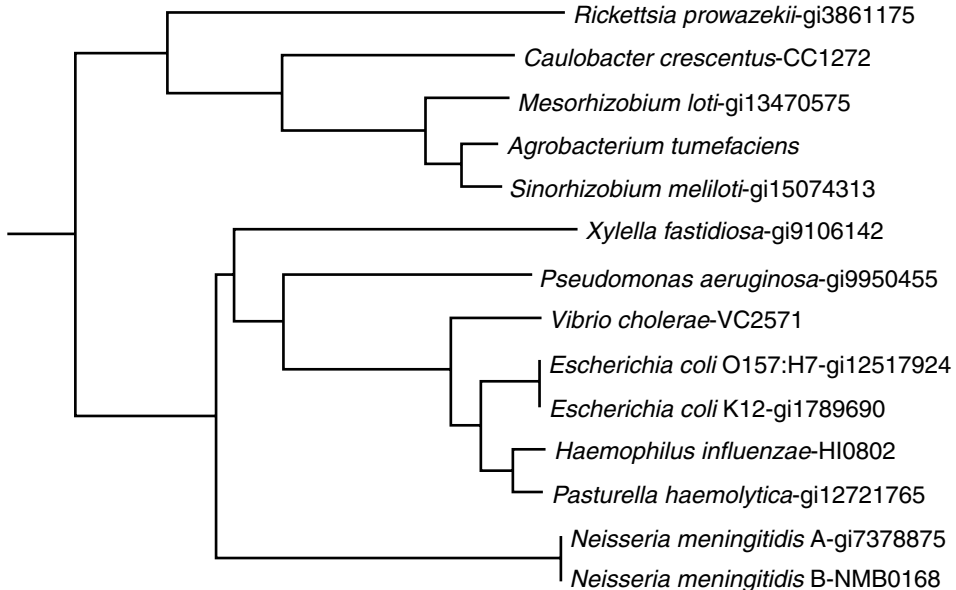 Rickettsia prowazekii-gi3861175
Caulobacter crescentus-CC1272
Mesorhizobium loti-gi13470575
Agrobacterium tumefaciens
Sinorhizobium meliloti-gi15074313
Xylella fastidiosa-gi9106142
Pseudomonas aeruginosa-gi9950455
Vibrio cholerae-VC2571
Escherichia coli O157:H7-gi12517924
Escherichia coli K12-gi1789690
Haemophilus influenzae-HI0802
Pasturella haemolytica-gi12721765
Neisseria meningitidis A-gi7378875
Neisseria meningitidis B-NMB0168